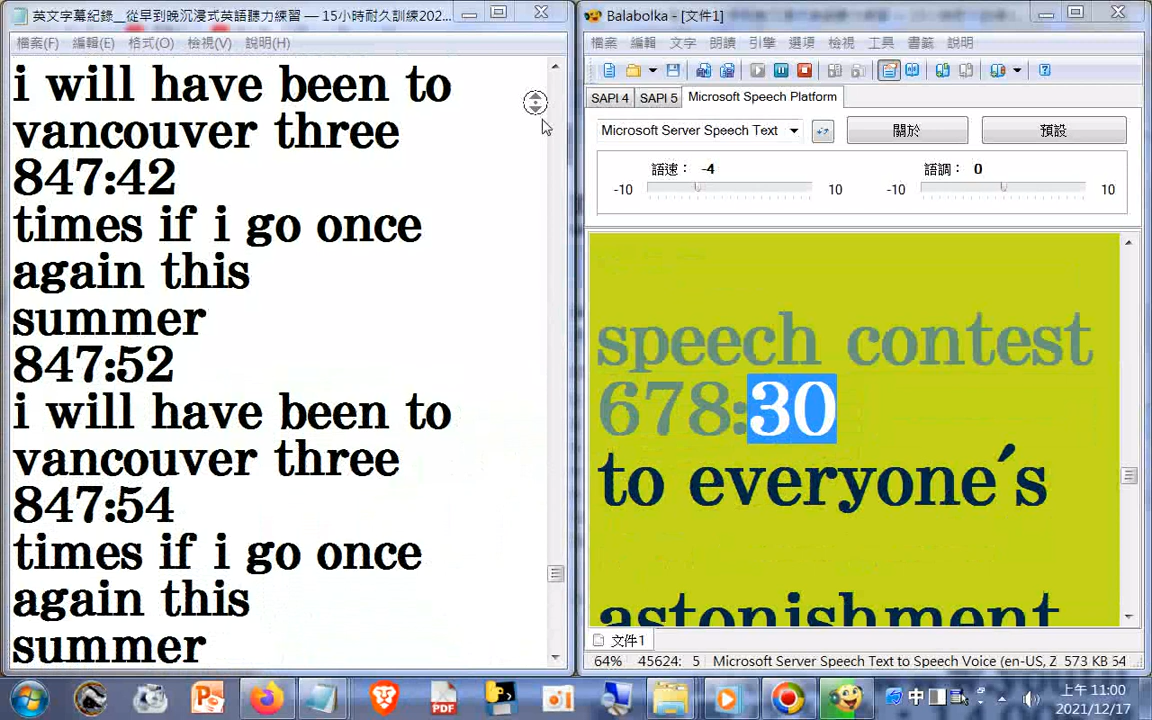 英文字幕紀錄__從早到晚沉浸式英語聽力練習 — 15小時耐久訓練202...
檔案(F) 編輯(E) 格式(O) 檢視(V) 說明(H)
i will have been to
vancouver three
847:42
times if i go once
again this
summer
847:52
i will have been to
vancouver three
847:54
times if i go once
again this
summer
Balabolka - [文件1]
檔案 編輯 文字 朗讀 引擎 選項 檢視 工具 書籤 說明
SAPI 4 SAPI 5 Microsoft Speech Platform
Microsoft Server Speech Text 關於 預設
語速： -4 語調： 0
-10 10 -10 10
speech contest
678:30
to everyone´s
astonishment
文件1
64% 45624: 5 Microsoft Server Speech Text to Speech Voice (en-US, Z 573 KB 54
中
上午 11:00
2021/12/17